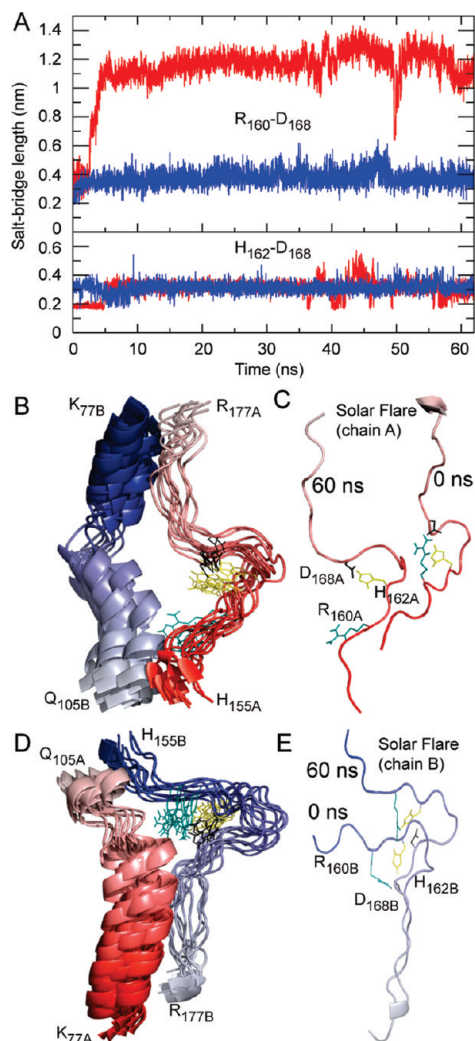 A
Salt-bridge length (nm)
1.4
1.2
1.0
0.8
0.6
0.4
0.2
0
R160-D168
H162-D168
0.6
0.4
0.2
0
0 10 20 30 40 50 60
Time (ns)
B
K77B
R177A
Q105B
H155A
C
Solar Flare
(chain A)
60 ns
0 ns
D168A
H162A
R160A
D
H155B
Q105A
R177B
K77A
E
Solar Flare
(chain B)
60 ns
0 ns
R160B
H162B
D168B